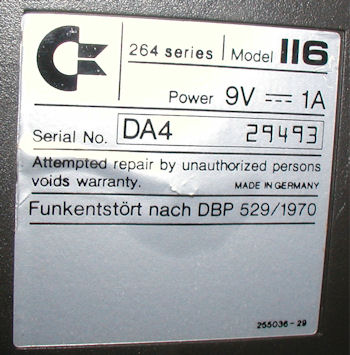 264 series | Model 116
Power 9V ⎓ 1A
Serial No. DA4 29493
Attempted repair by unauthorized persons
voids warranty. MADE IN GERMANY
Funkentstört nach DBP 529/1970
255036-29